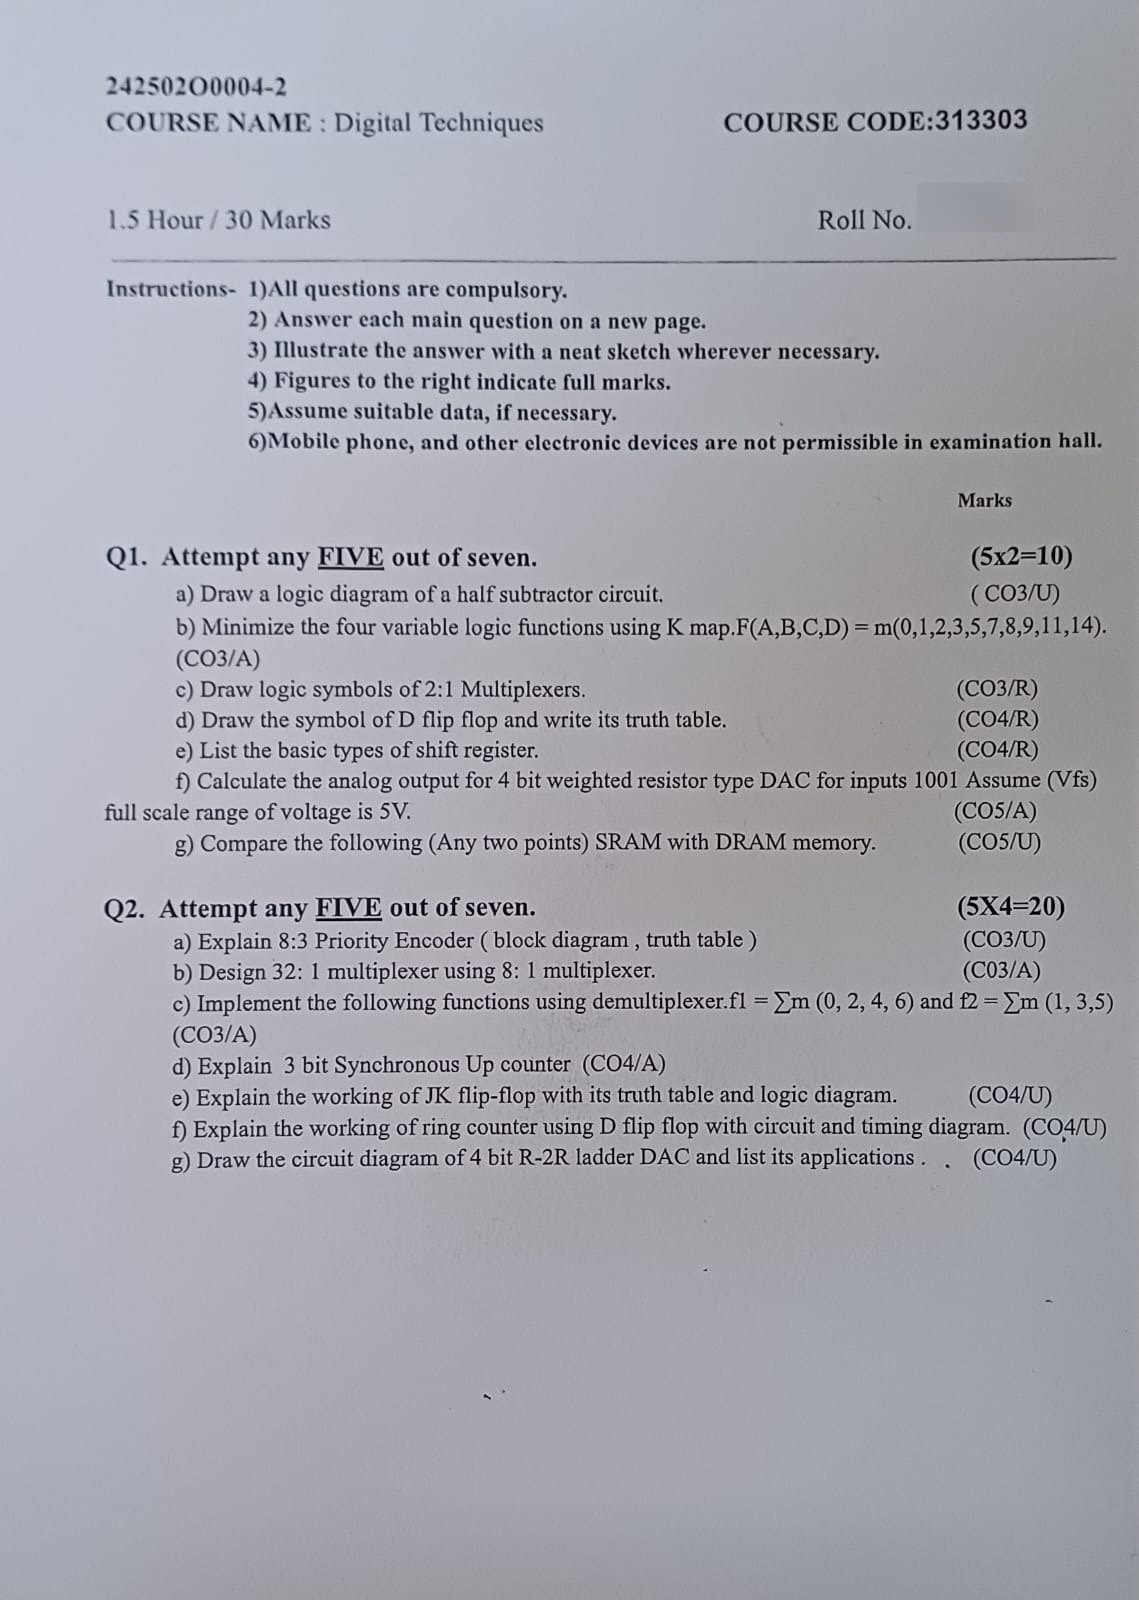 242502O0004-2
COURSE NAME : Digital Techniques COURSE CODE:313303
1.5 Hour / 30 Marks Roll No.
Instructions- 1)All questions are compulsory.
2) Answer each main question on a new page.
3) Illustrate the answer with a neat sketch wherever necessary.
4) Figures to the right indicate full marks.
5)Assume suitable data, if necessary.
6)Mobile phone, and other electronic devices are not permissible in examination hall.
Marks
Q1. Attempt any FIVE out of seven. (5x2=10)
a) Draw a logic diagram of a half subtractor circuit. ( CO3/U)
b) Minimize the four variable logic functions using K map.F(A,B,C,D) = m(0,1,2,3,5,7,8,9,11,14).
(CO3/A)
c) Draw logic symbols of 2:1 Multiplexers. (CO3/R)
d) Draw the symbol of D flip flop and write its truth table. (CO4/R)
e) List the basic types of shift register. (CO4/R)
f) Calculate the analog output for 4 bit weighted resistor type DAC for inputs 1001 Assume (Vfs)
full scale range of voltage is 5V. (CO5/A)
g) Compare the following (Any two points) SRAM with DRAM memory. (CO5/U)
Q2. Attempt any FIVE out of seven. (5X4=20)
a) Explain 8:3 Priority Encoder ( block diagram , truth table ) (CO3/U)
b) Design 32: 1 multiplexer using 8: 1 multiplexer. (C03/A)
c) Implement the following functions using demultiplexer.f1 = ∑m (0, 2, 4, 6) and f2 = ∑m (1, 3,5)
(CO3/A)
d) Explain 3 bit Synchronous Up counter (CO4/A)
e) Explain the working of JK flip-flop with its truth table and logic diagram. (CO4/U)
f) Explain the working of ring counter using D flip flop with circuit and timing diagram. (CO4/U)
g) Draw the circuit diagram of 4 bit R-2R ladder DAC and list its applications . (CO4/U)